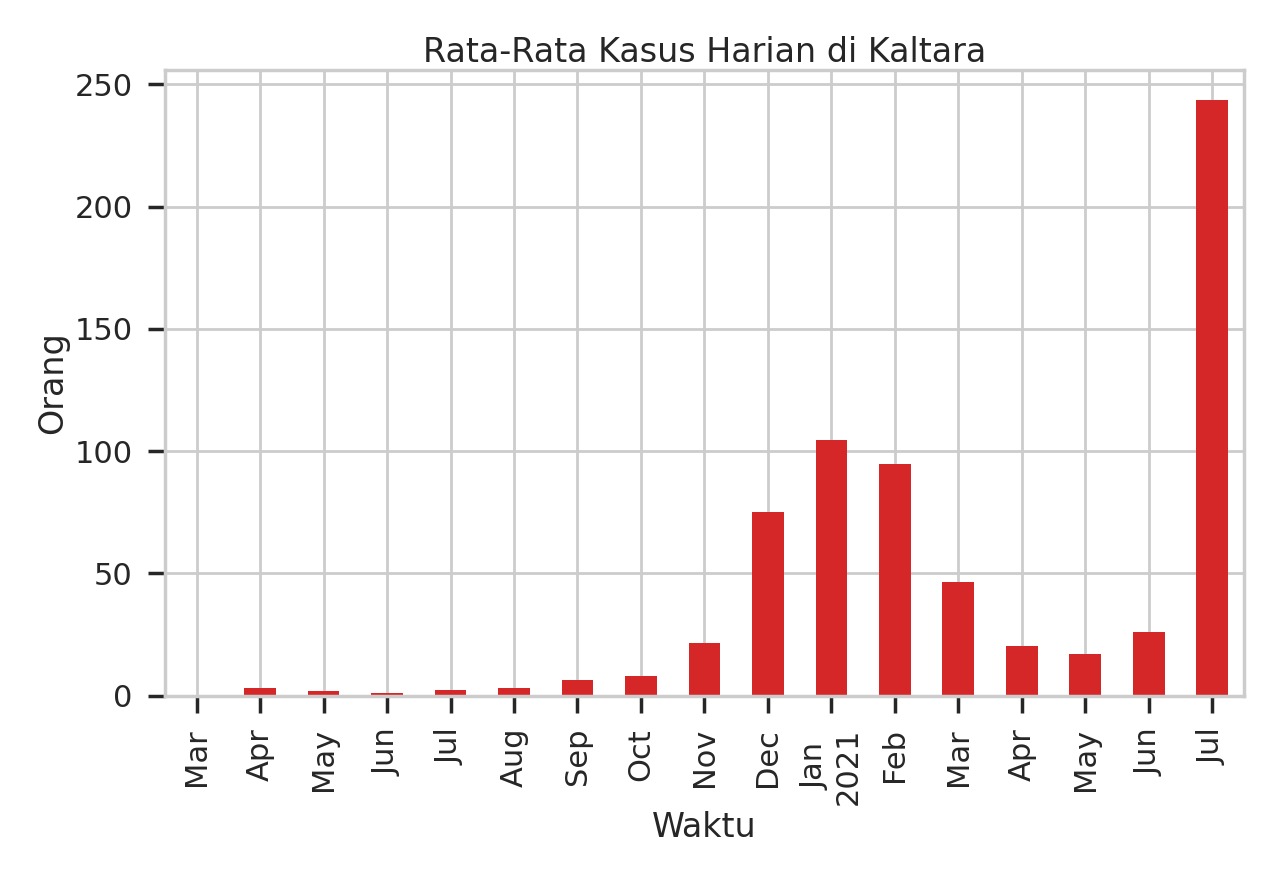 Rata-Rata Kasus Harian di Kaltara
Orang
250
200
150
100
50
0
Mar
Apr
May
Jun
Jul
Aug
Sep
Oct
Nov
Dec
Jan
2021
Feb
Mar
Apr
May
Jun
Jul
Waktu